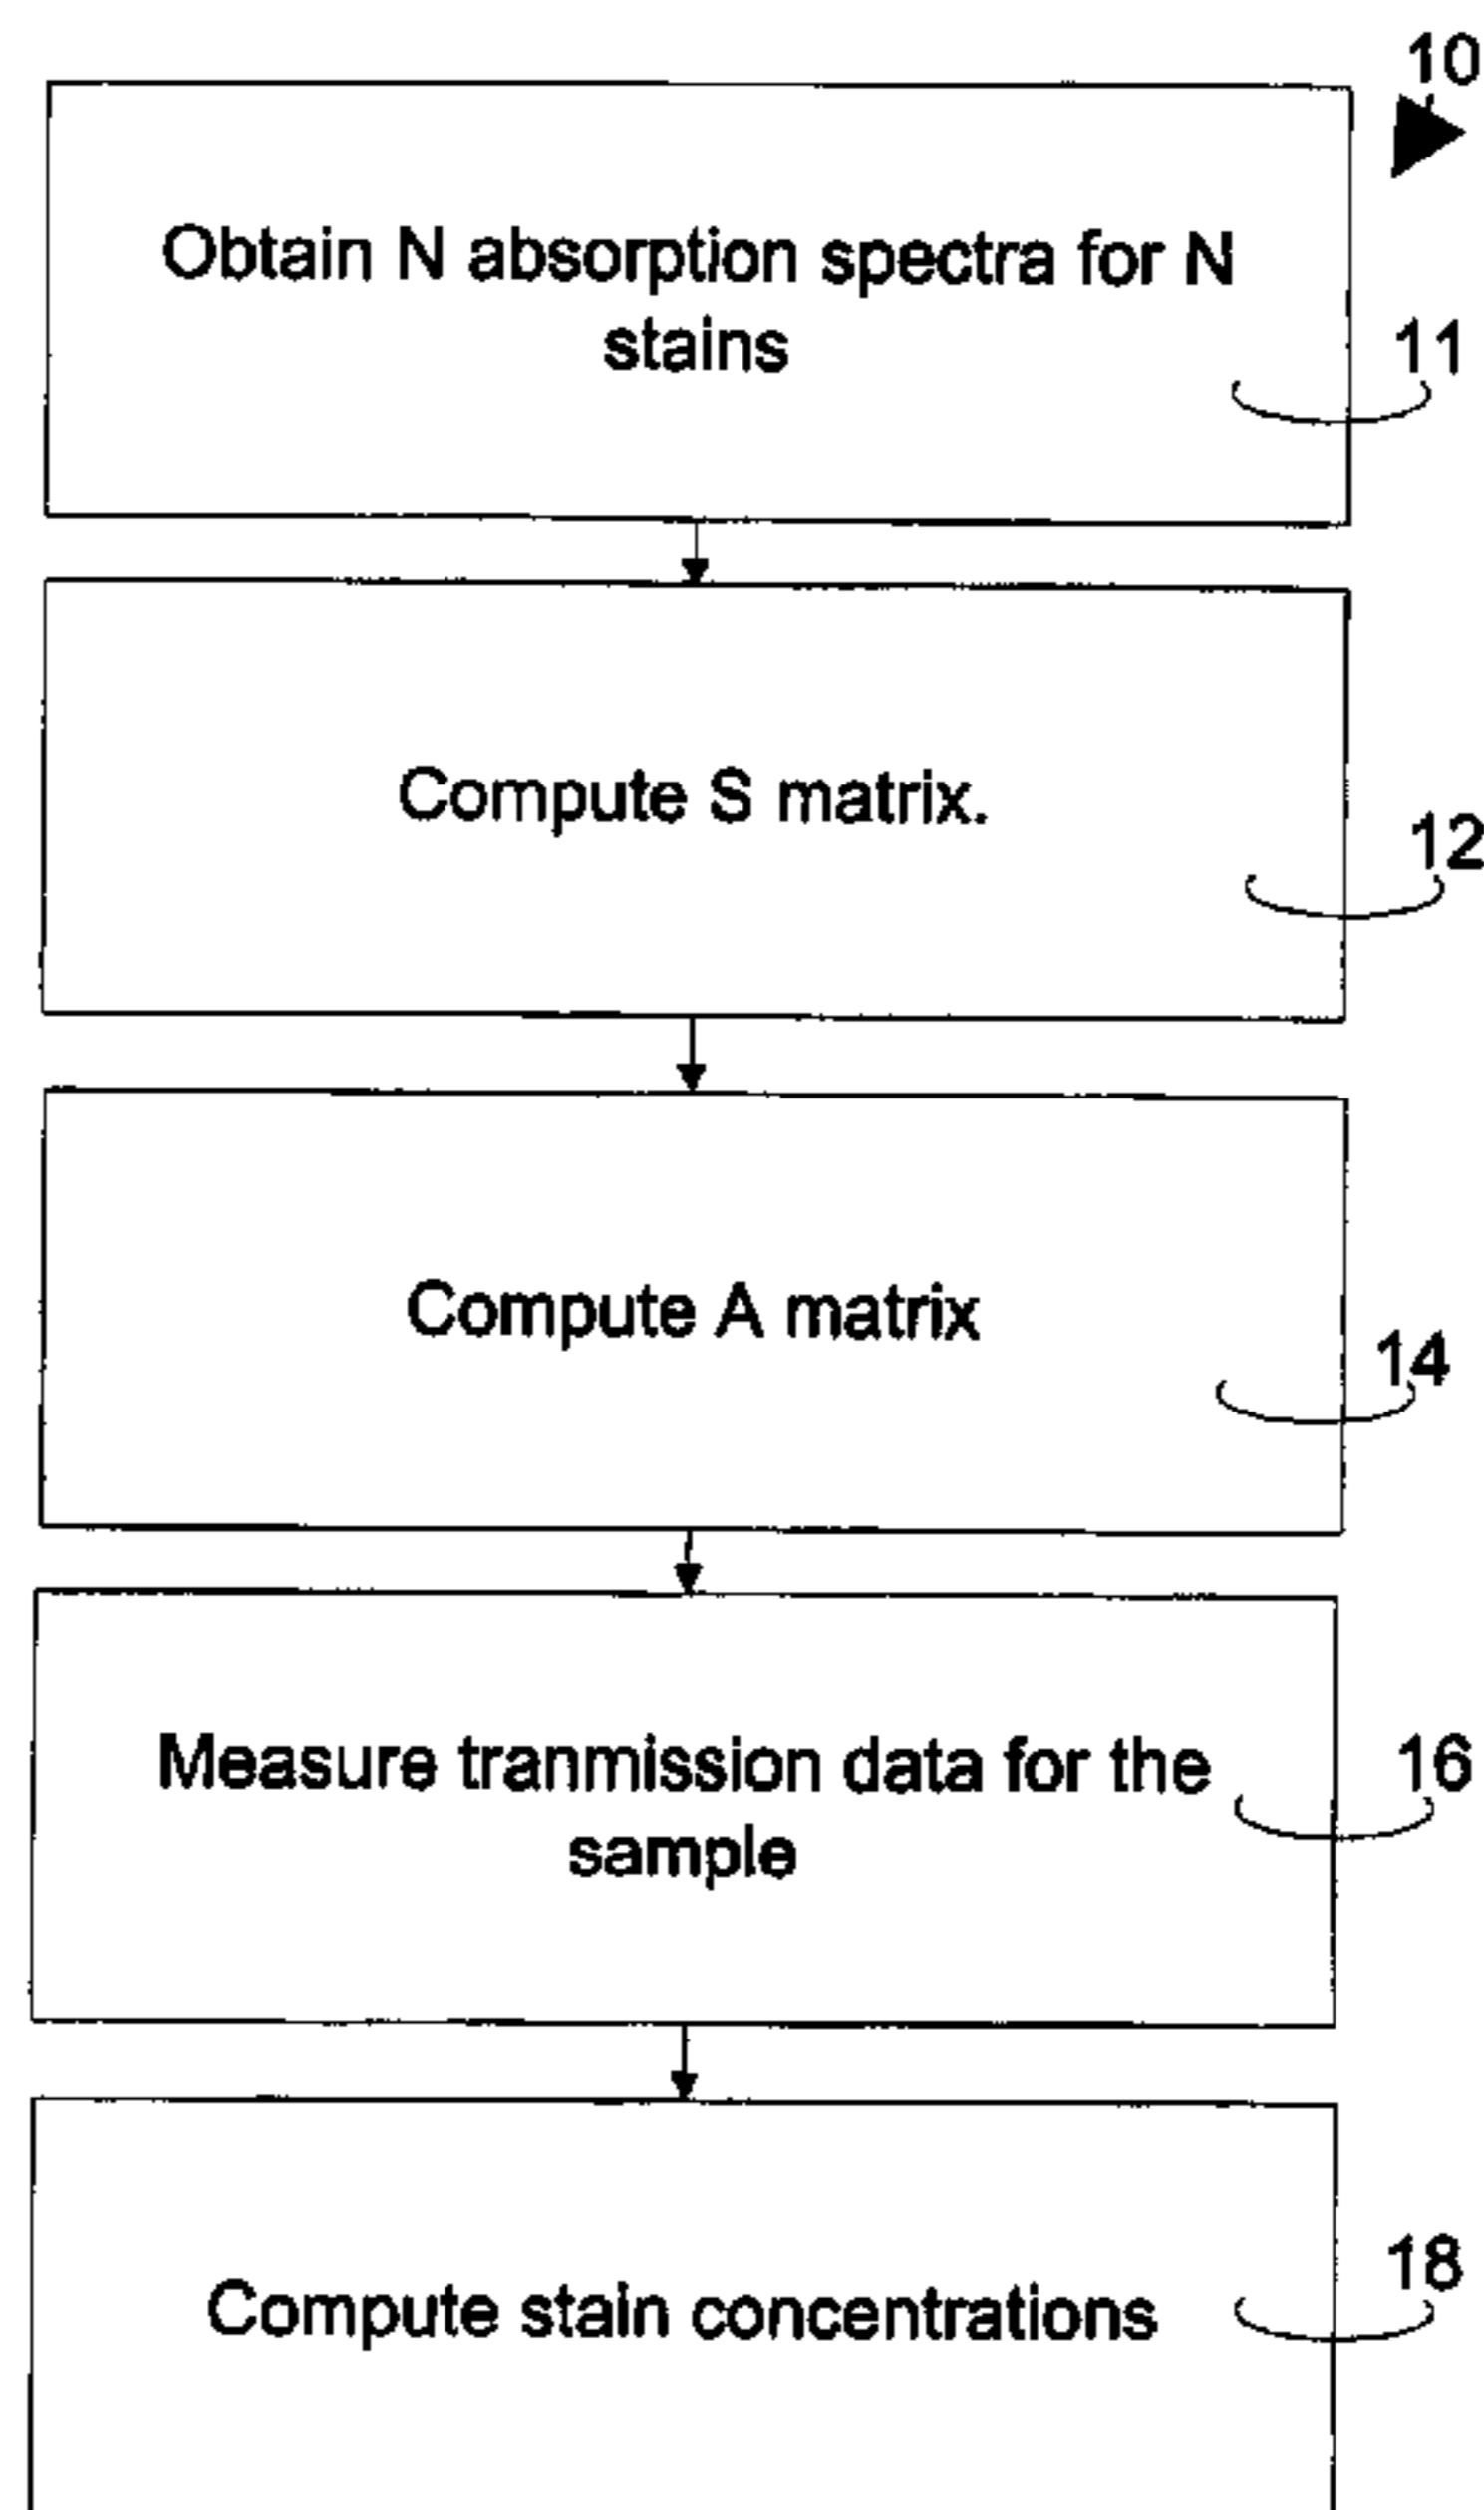 10
Obtain N absorption spectra for N
stains
11
Compute S matrix.
12
Compute A matrix
14
Measure tranmission data for the
16
sample
Compute stain concentrations
18